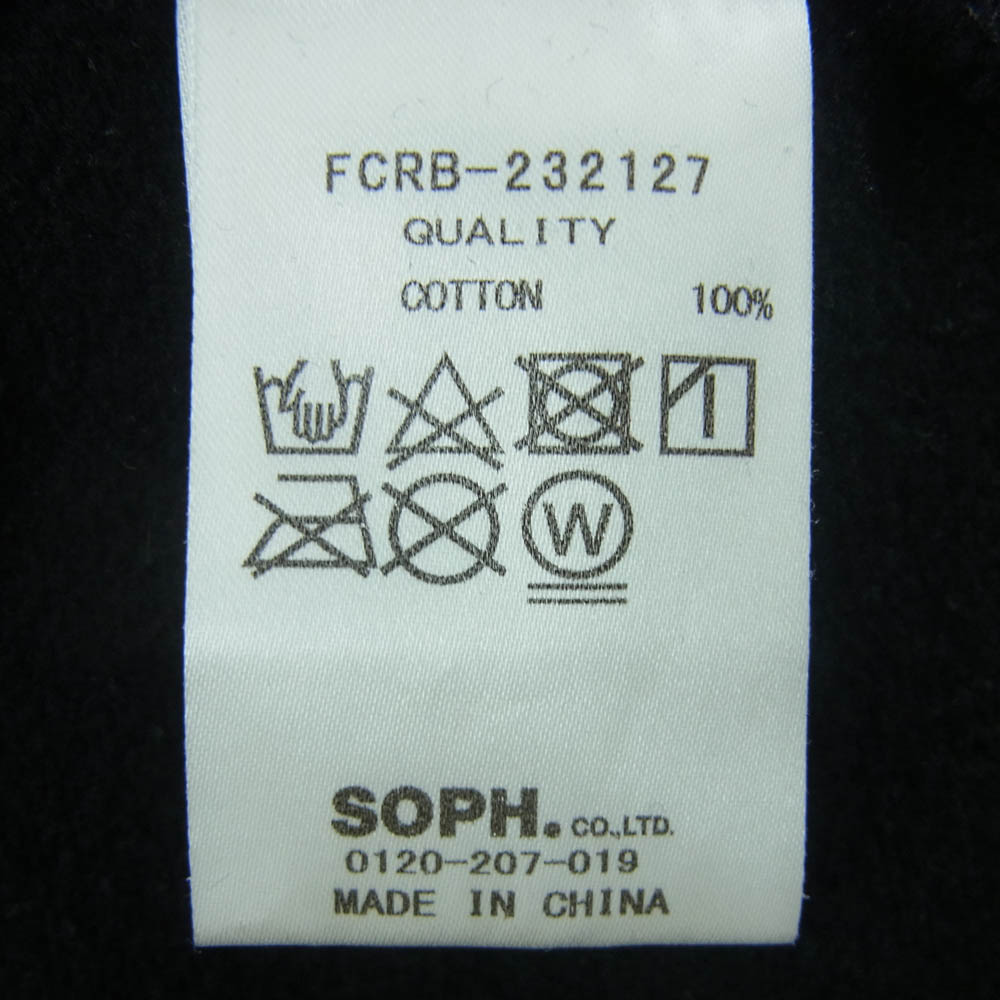 FCRB-232127
QUALITY
COTTON 100%
W
SOPH. CO.,LTD.
0120-207-019
MADE IN CHINA